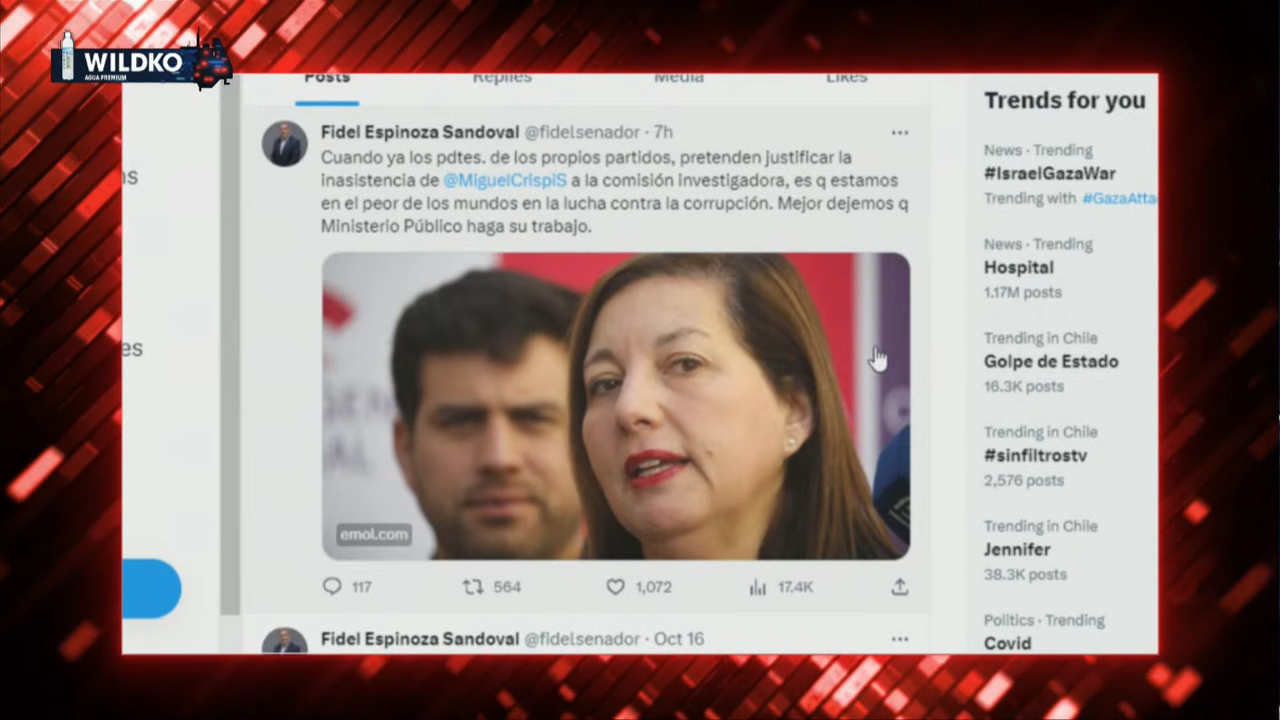 WILDKO
AGUA PREMIUM
Posts
Replies
Media
Likes
Fidel Espinoza Sandoval @fidelsenador · 7h
Cuando ya los pdtes. de los propios partidos, pretenden justificar la
inasistencia de @MiguelCrispiS a la comisión investigadora, es q estamos
en el peor de los mundos en la lucha contra la corrupción. Mejor dejemos q
Ministerio Público haga su trabajo.
emol.com
117
564
1,072
17.4K
Fidel Espinoza Sandoval @fidelsenador · Oct 16
Trends for you
News · Trending
#IsraelGazaWar
Trending with #GazaAtta
News · Trending
Hospital
1.17M posts
Trending in Chile
Golpe de Estado
16.3K posts
Trending in Chile
#sinfiltrostv
2,576 posts
Trending in Chile
Jennifer
38.3K posts
Politics · Trending
Covid